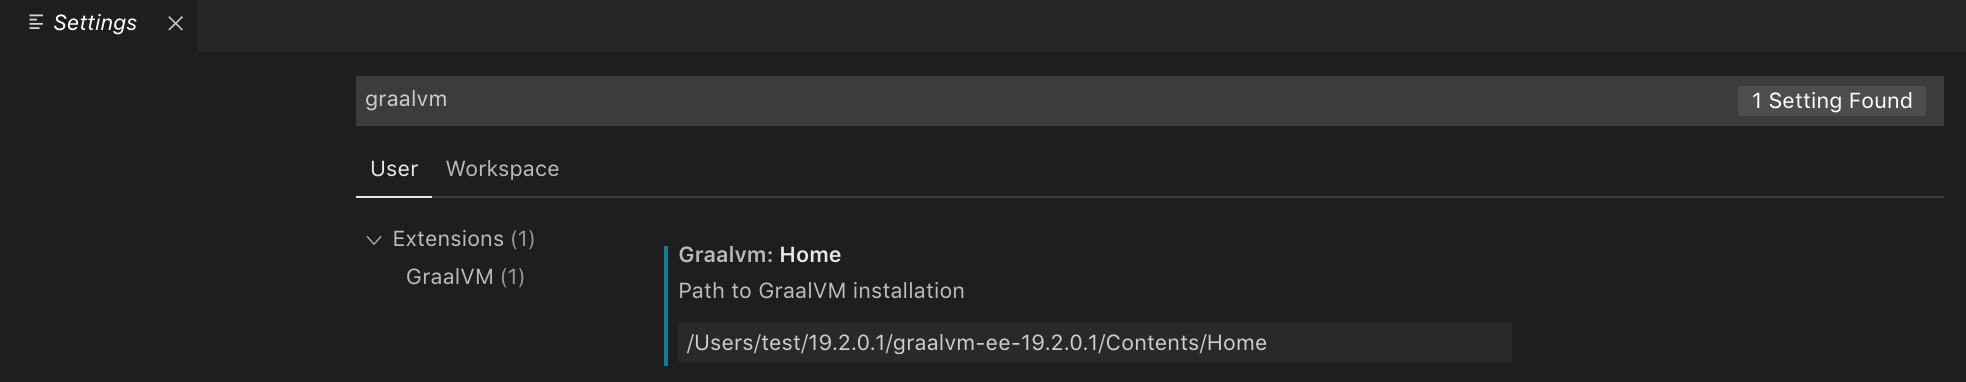 Settings
graalvm
1 Setting Found
User Workspace
Extensions (1)
GraalVM (1)
Graalvm: Home
Path to GraalVM installation
/Users/test/19.2.0.1/graalvm-ee-19.2.0.1/Contents/Home